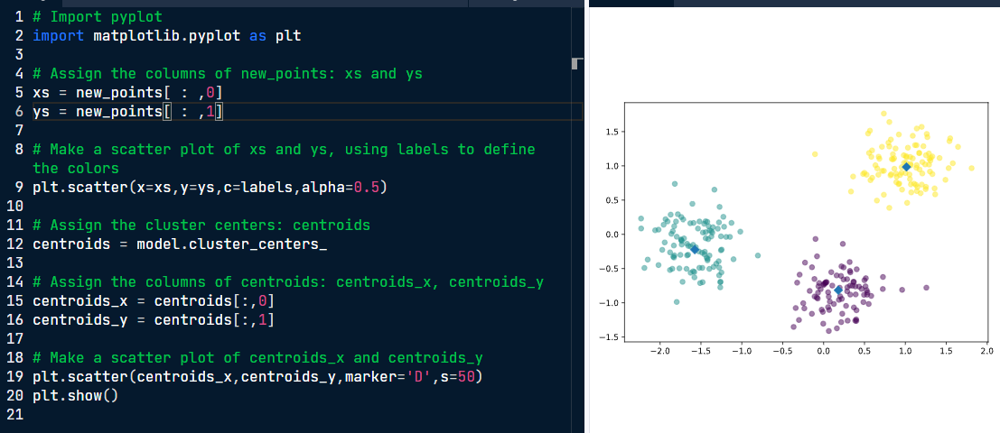 1 # Import pyplot
2 import matplotlib.pyplot as plt
3
4 # Assign the columns of new_points: xs and ys
5 xs = new_points[ : ,0]
6 ys = new_points[ : ,1]
7
8 # Make a scatter plot of xs and ys, using labels to define
the colors
9 plt.scatter(x=xs,y=ys,c=labels,alpha=0.5)
10
11 # Assign the cluster centers: centroids
12 centroids = model.cluster_centers_
13
14 # Assign the columns of centroids: centroids_x, centroids_y
15 centroids_x = centroids[:,0]
16 centroids_y = centroids[:,1]
17
18 # Make a scatter plot of centroids_x and centroids_y
19 plt.scatter(centroids_x,centroids_y,marker='D',s=50)
20 plt.show()
21
1.5
1.0
0.5
0.0
−0.5
−1.0
−1.5
−2.0 −1.5 −1.0 −0.5 0.0 0.5 1.0 1.5 2.0